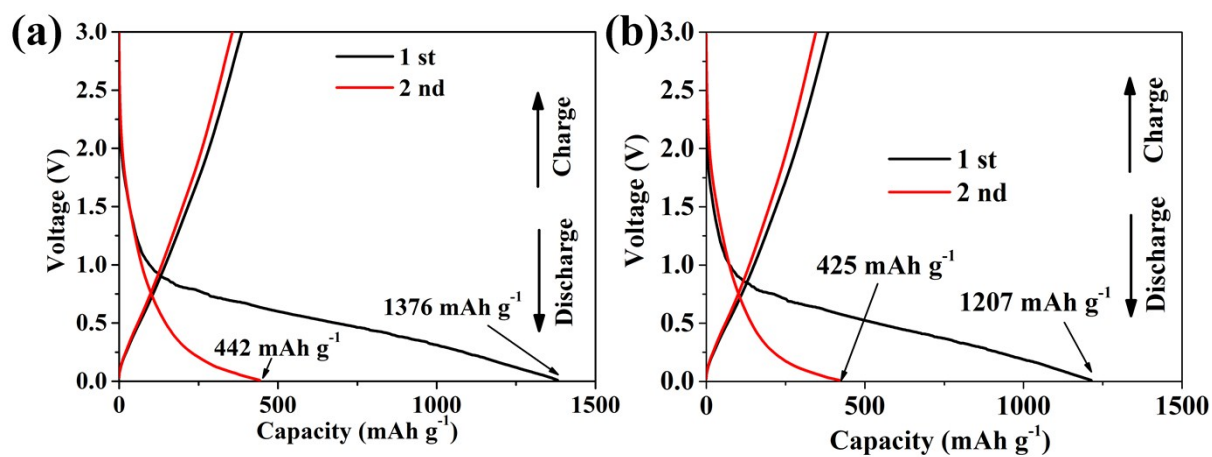 (a)
3.0
2.5
2.0
1.5
1.0
0.5
0.0
Voltage (V)
1 st
2 nd
Charge
Discharge
1376 mAh g⁻¹
442 mAh g⁻¹
0
500
1000
1500
Capacity (mAh g⁻¹)
(b)
3.0
2.5
2.0
1.5
1.0
0.5
0.0
Voltage (V)
1 st
2 nd
Charge
Discharge
425 mAh g⁻¹
1207 mAh g⁻¹
0
500
1000
1500
Capacity (mAh g⁻¹)